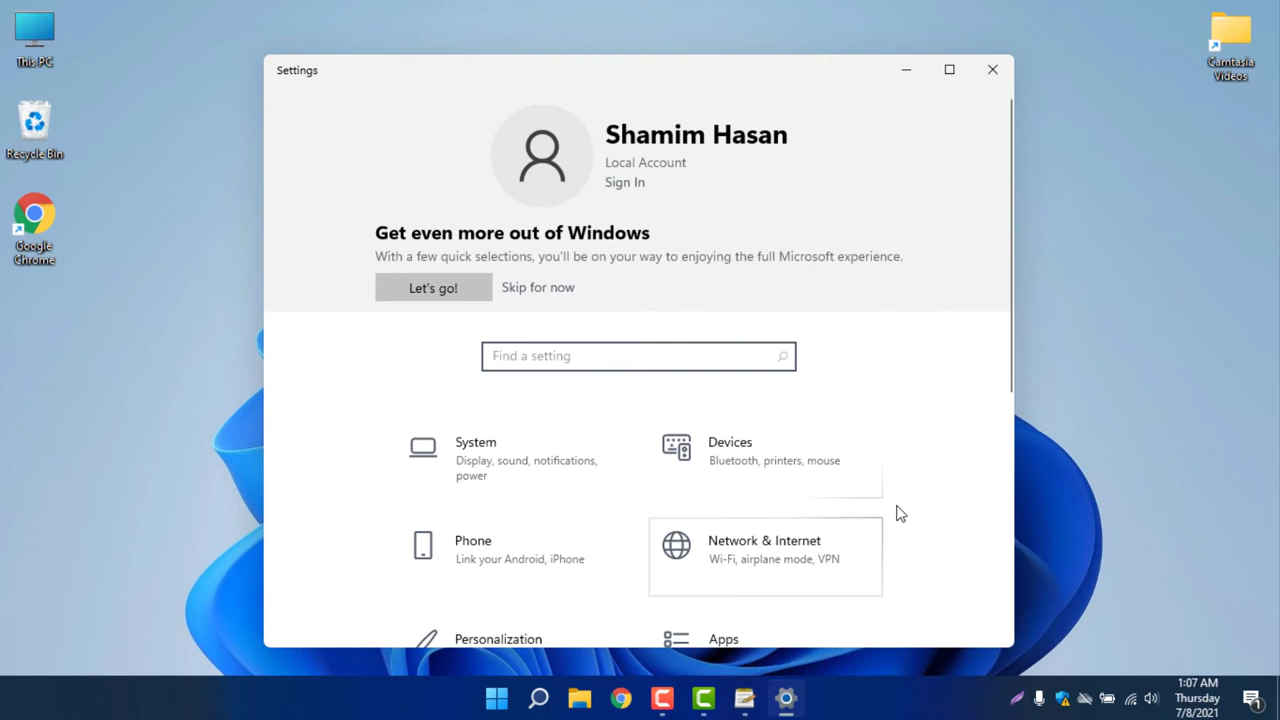 This PC
Recycle Bin
Google
Chrome
Camtasia
Videos
Settings
Shamim Hasan
Local Account
Sign In
Get even more out of Windows
With a few quick selections, you'll be on your way to enjoying the full Microsoft experience.
Let's go!
Skip for now
Find a setting
System
Display, sound, notifications,
power
Devices
Bluetooth, printers, mouse
Phone
Link your Android, iPhone
Network & Internet
Wi-Fi, airplane mode, VPN
Personalization
Apps
1:07 AM
Thursday
7/8/2021
1